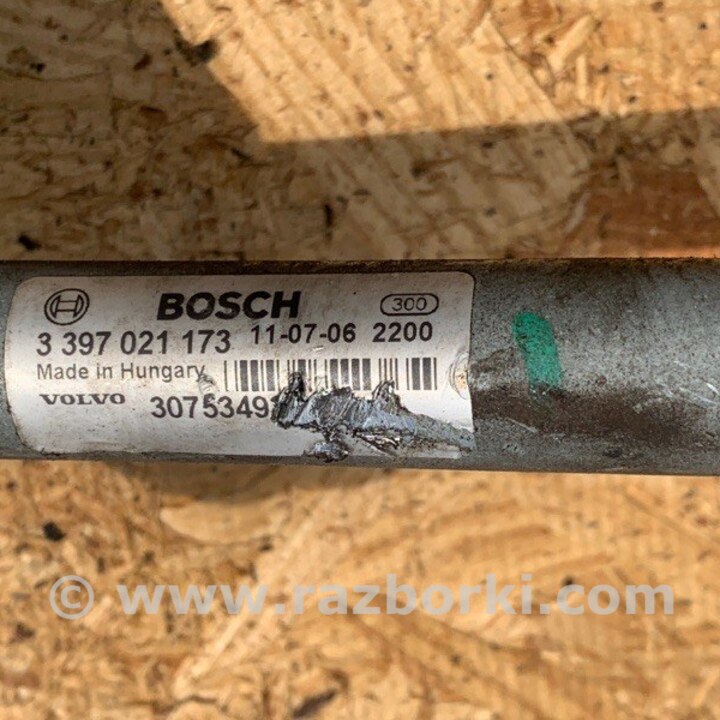 BOSCH 300
3 397 021 173 11-07-06 2200
Made in Hungary
VOLVO
© www.razborki.com